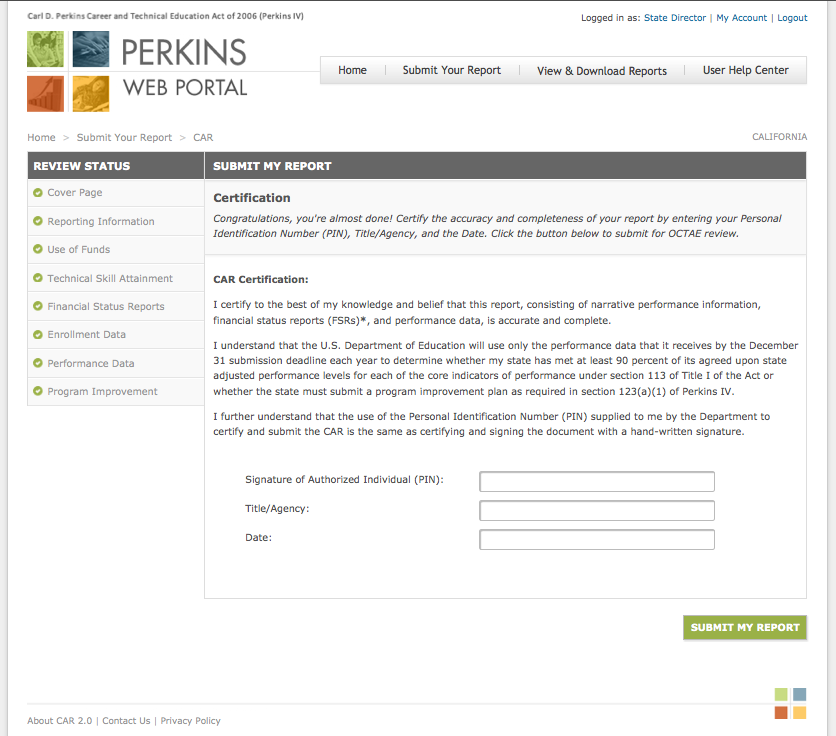 Carl D. Perkins Career and Technical Education Act of 2006 (Perkins IV)
Logged in as: State Director | My Account | Logout
PERKINS
WEB PORTAL
Home | Submit Your Report | View & Download Reports | User Help Center
Home > Submit Your Report > CAR
CALIFORNIA
REVIEW STATUS
Cover Page
Reporting Information
Use of Funds
Technical Skill Attainment
Financial Status Reports
Enrollment Data
Performance Data
Program Improvement
SUBMIT MY REPORT
Certification
Congratulations, you're almost done! Certify the accuracy and completeness of your report by entering your Personal
Identification Number (PIN), Title/Agency, and the Date. Click the button below to submit for OCTAE review.
CAR Certification:
I certify to the best of my knowledge and belief that this report, consisting of narrative performance information,
financial status reports (FSRs)*, and performance data, is accurate and complete.
I understand that the U.S. Department of Education will use only the performance data that it receives by the December
31 submission deadline each year to determine whether my state has met at least 90 percent of its agreed upon state
adjusted performance levels for each of the core indicators of performance under section 113 of Title I of the Act or
whether the state must submit a program improvement plan as required in section 123(a)(1) of Perkins IV.
I further understand that the use of the Personal Identification Number (PIN) supplied to me by the Department to
certify and submit the CAR is the same as certifying and signing the document with a hand-written signature.
Signature of Authorized Individual (PIN):
Title/Agency:
Date:
SUBMIT MY REPORT
About CAR 2.0 | Contact Us | Privacy Policy